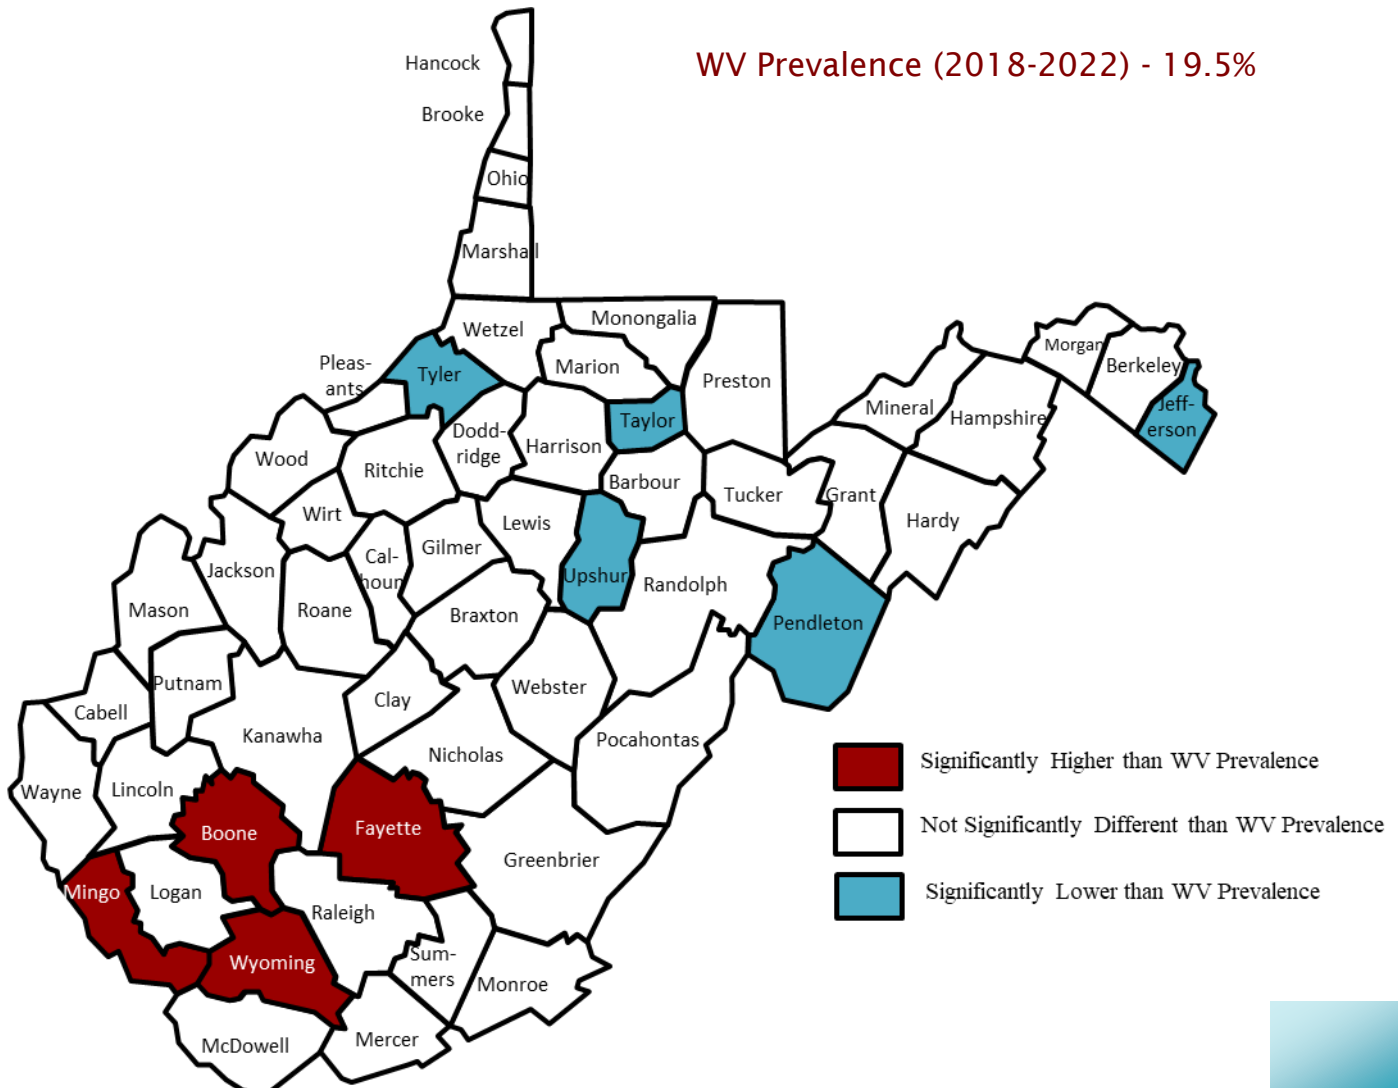 WV Prevalence (2018-2022) - 19.5%
Hancock
Brooke
Ohio
Marshall
Wetzel
Monongalia
Marion
Preston
Pleas-
ants
Tyler
Taylor
Morgan
Berkeley
Jeff-
erson
Mineral
Hampshire
Wood
Ritchie
Dodd-
ridge
Harrison
Barbour
Tucker
Grant
Hardy
Wirt
Lewis
Gilmer
Cal-
houn
Jackson
Roane
Upshur
Randolph
Mason
Braxton
Pendleton
Putnam
Clay
Webster
Cabell
Kanawha
Nicholas
Pocahontas
Wayne
Lincoln
Boone
Fayette
Greenbrier
Mingo
Logan
Raleigh
Wyoming
Sum-
mers
Monroe
McDowell
Mercer
Significantly Higher than WV Prevalence
Not Significantly Different than WV Prevalence
Significantly Lower than WV Prevalence